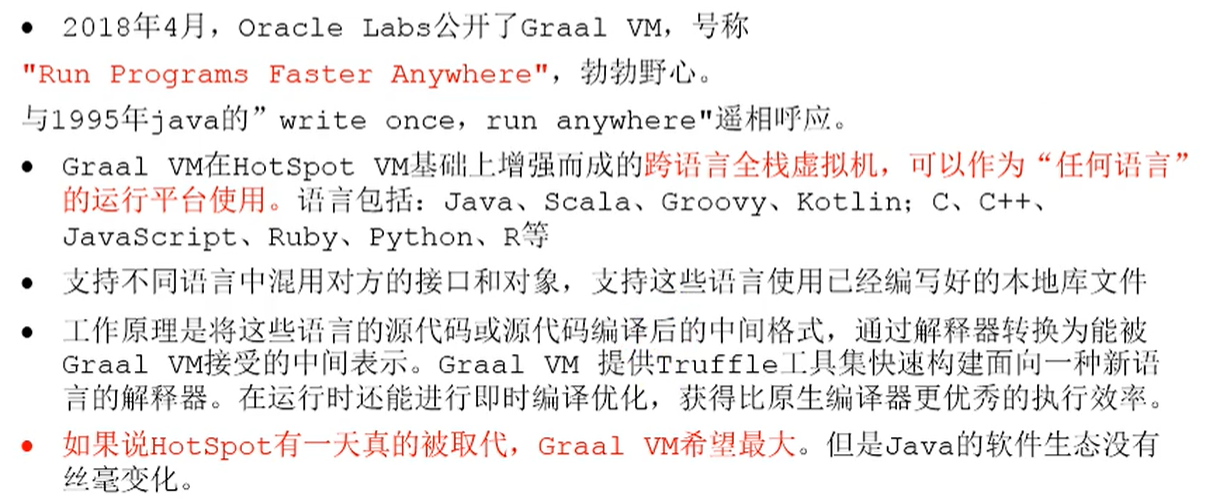 ● 2018年4月，Oracle Labs公开了Graal VM，号称
"Run Programs Faster Anywhere"，勃勃野心。
与1995年java的”write once，run anywhere"遥相呼应。
● Graal VM在HotSpot VM基础上增强而成的跨语言全栈虚拟机，可以作为“任何语言”
的运行平台使用。语言包括：Java、Scala、Groovy、Kotlin；C、C++、
JavaScript、Ruby、Python、R等
● 支持不同语言中混用对方的接口和对象，支持这些语言使用已经编写好的本地库文件
● 工作原理是将这些语言的源代码或源代码编译后的中间格式，通过解释器转换为能被
Graal VM接受的中间表示。Graal VM 提供Truffle工具集快速构建面向一种新语
言的解释器。在运行时还能进行即时编译优化，获得比原生编译器更优秀的执行效率。
● 如果说HotSpot有一天真的被取代，Graal VM希望最大。但是Java的软件生态没有
丝毫变化。